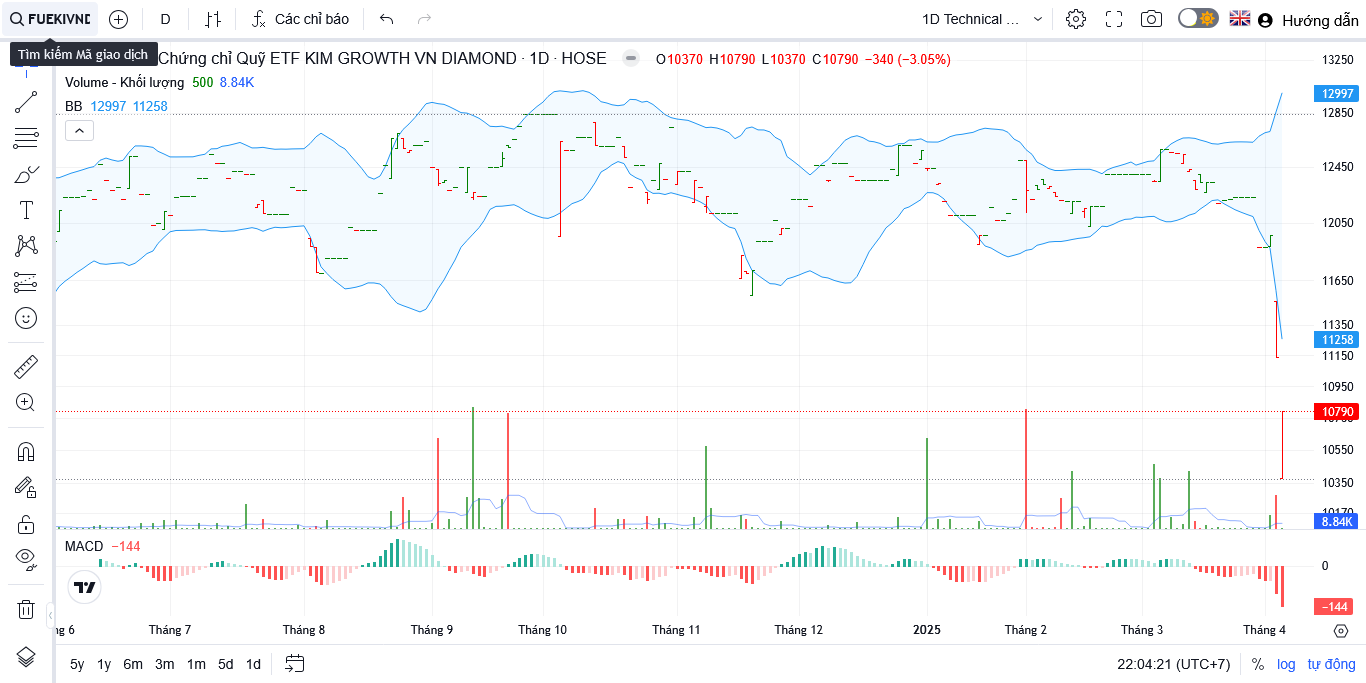 FUEKIVND
D
Các chỉ báo
1D Technical ...
Hướng dẫn
Tìm kiếm Mã giao dịch
Chứng chỉ Quỹ ETF KIM GROWTH VN DIAMOND · 1D · HOSE
O10370 H10790 L10370 C10790 −340 (−3.05%)
Volume - Khối lượng 500 8.84K
BB 12997 11258
13250
12997
12850
12450
12050
11650
11350
11258
11150
10950
10790
10550
10350
10170
8.84K
MACD −144
0
−144
ng 6
Tháng 7
Tháng 8
Tháng 9
Tháng 10
Tháng 11
Tháng 12
2025
Tháng 2
Tháng 3
Tháng 4
5y 1y 6m 3m 1m 5d 1d
22:04:21 (UTC+7)
%
log
tự động